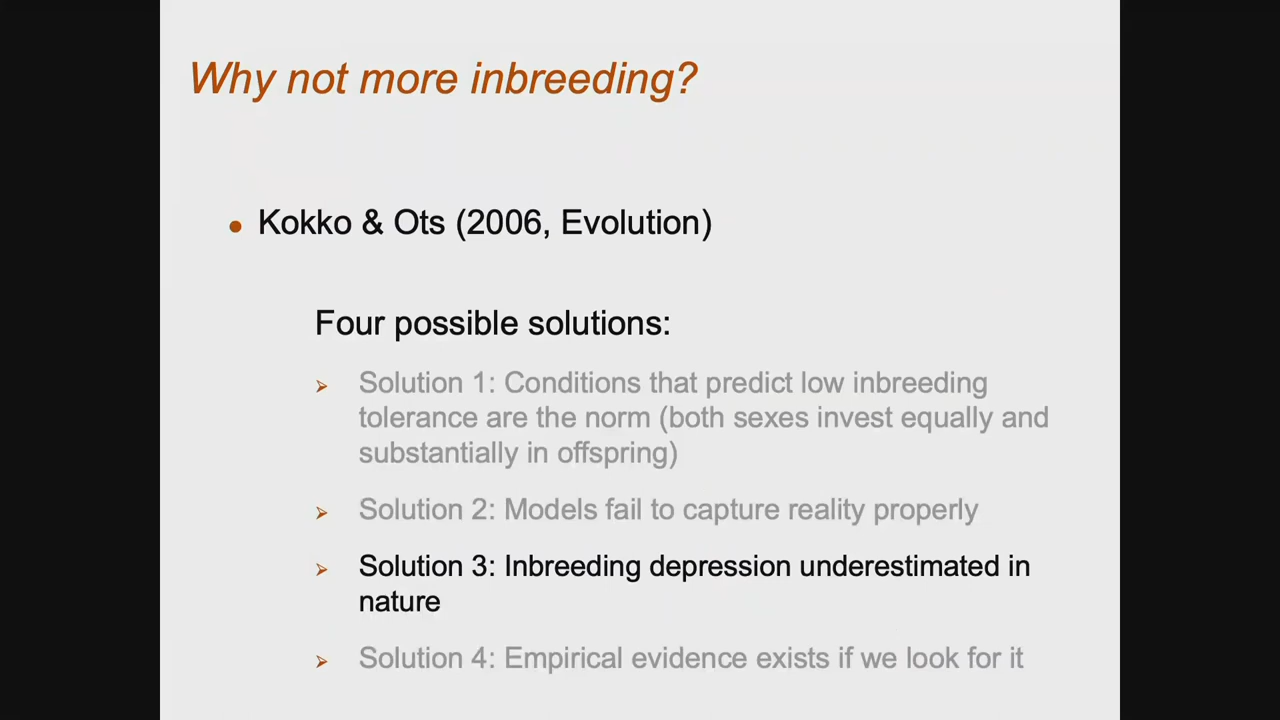 Why not more inbreeding?
• Kokko & Ots (2006, Evolution)
Four possible solutions:
➢ Solution 1: Conditions that predict low inbreeding
tolerance are the norm (both sexes invest equally and
substantially in offspring)
➢ Solution 2: Models fail to capture reality properly
➢ Solution 3: Inbreeding depression underestimated in
nature
➢ Solution 4: Empirical evidence exists if we look for it